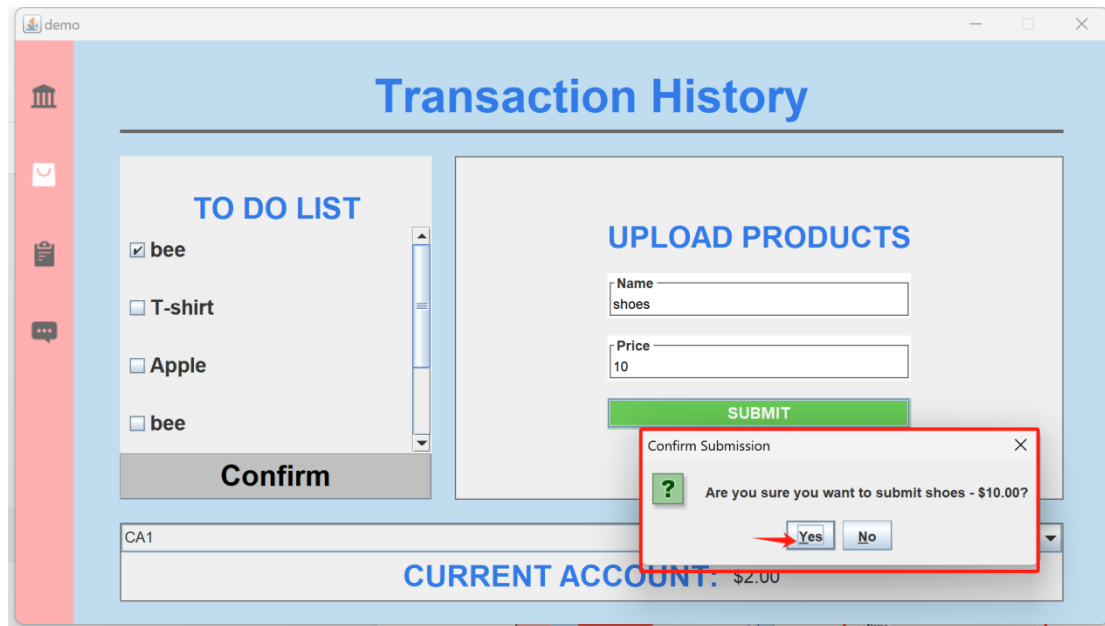 demo
Transaction History
TO DO LIST
bee
T-shirt
Apple
bee
Confirm
UPLOAD PRODUCTS
Name
shoes
Price
10
SUBMIT
Confirm Submission
?
Are you sure you want to submit shoes - $10.00?
Yes
No
CA1
CURRENT ACCOUNT: $2.00